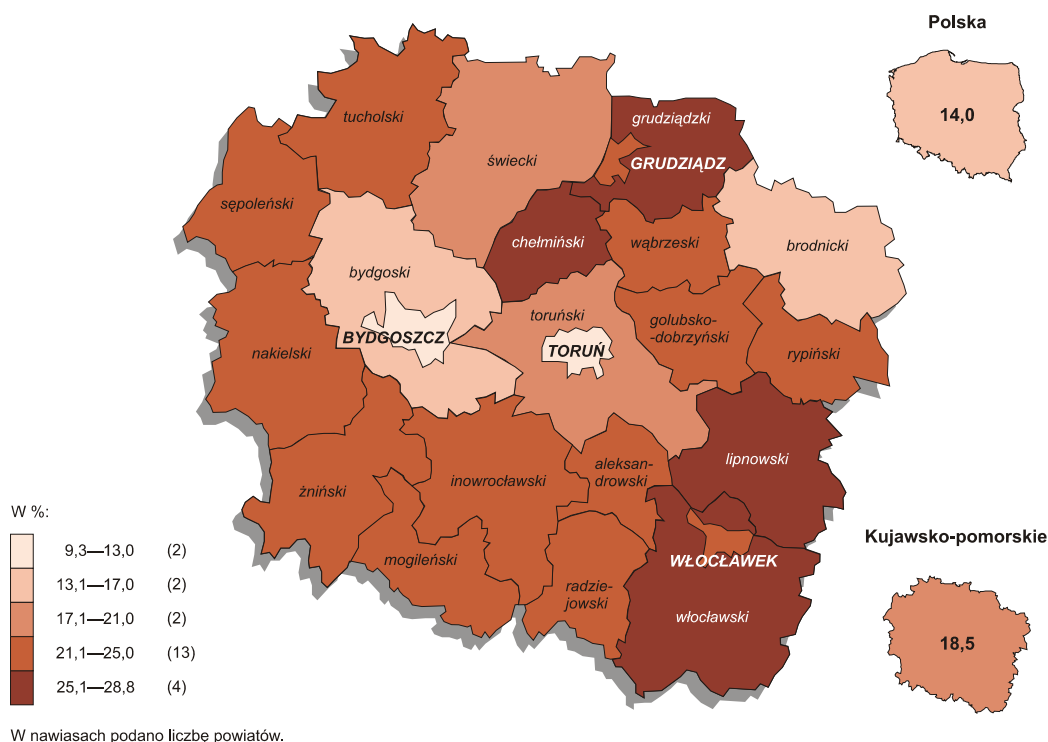 Polska
14,0
tucholski
grudziądzki
świecki
GRUDZIĄDZ
sępoleński
chełmiński
wąbrzeski
brodnicki
bydgoski
toruński
golubsko-
-dobrzyński
BYDGOSZCZ
TORUŃ
nakielski
rypiński
lipnowski
aleksan-
drowski
inowrocławski
żniński
mogileński
radzie-
jowski
WŁOCŁAWEK
włocławski
Kujawsko-pomorskie
18,5
W %:
9,3—13,0 (2)
13,1—17,0 (2)
17,1—21,0 (2)
21,1—25,0 (13)
25,1—28,8 (4)
W nawiasach podano liczbę powiatów.